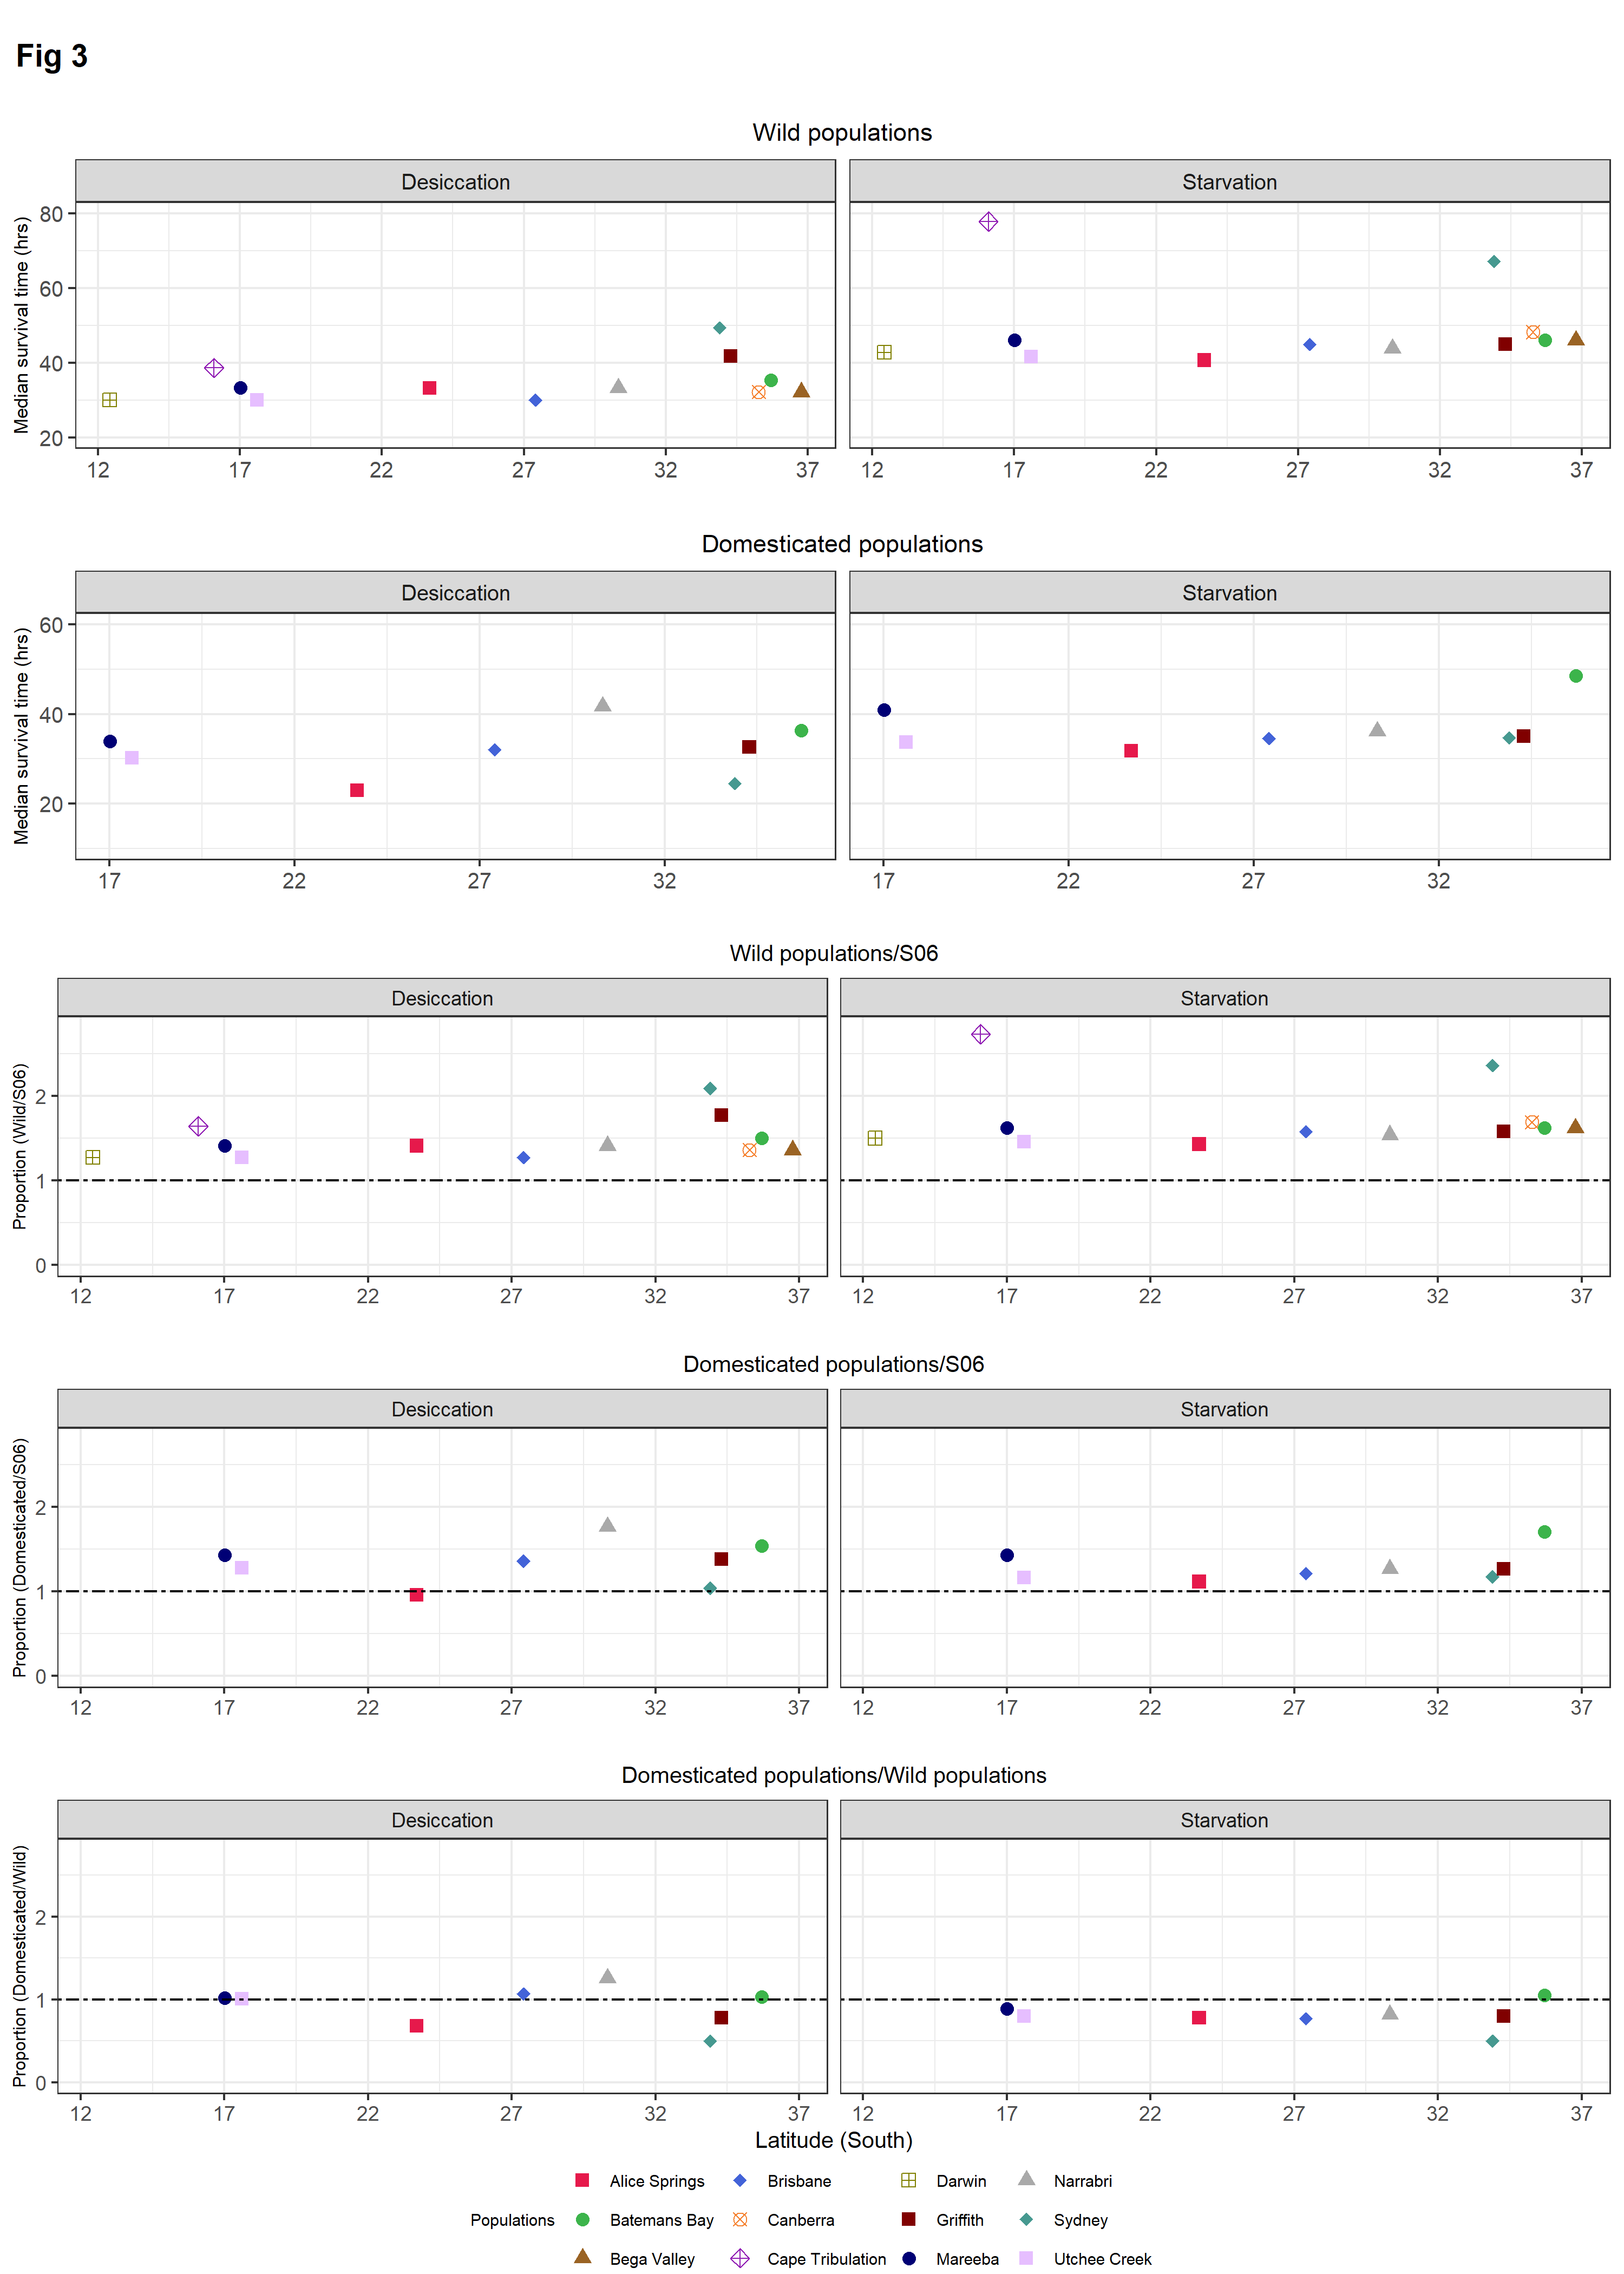 Fig 3
Wild populations
Desiccation Starvation
Median survival time (hrs)
80
60
40
20
12 17 22 27 32 37 12 17 22 27 32 37
Domesticated populations
Desiccation Starvation
Median survival time (hrs)
60
40
20
17 22 27 32 17 22 27 32
Wild populations/S06
Desiccation Starvation
Proportion (Wild/S06)
2
1
0
12 17 22 27 32 37 12 17 22 27 32 37
Domesticated populations/S06
Desiccation Starvation
Proportion (Domesticated/S06)
2
1
0
12 17 22 27 32 37 12 17 22 27 32 37
Domesticated populations/Wild populations
Desiccation Starvation
Proportion (Domesticated/Wild)
2
1
0
12 17 22 27 32 37 12 17 22 27 32 37
Latitude (South)
Alice Springs Brisbane Darwin Narrabri
Populations Batemans Bay Canberra Griffith Sydney
Bega Valley Cape Tribulation Mareeba Utchee Creek